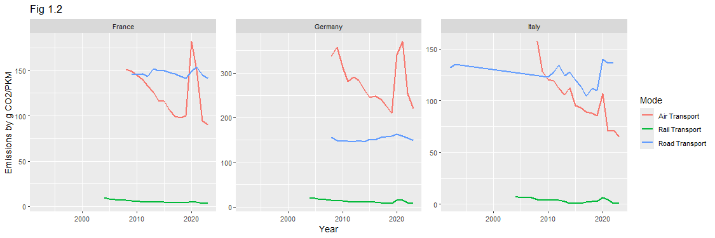 Fig 1.2
France
Germany
Italy
Emissions by g CO2/PKM
150
100
50
0
300
200
100
0
150
100
50
0
2000
2010
2020
2000
2010
2020
2000
2010
2020
Year
Mode
Air Transport
Rail Transport
Road Transport